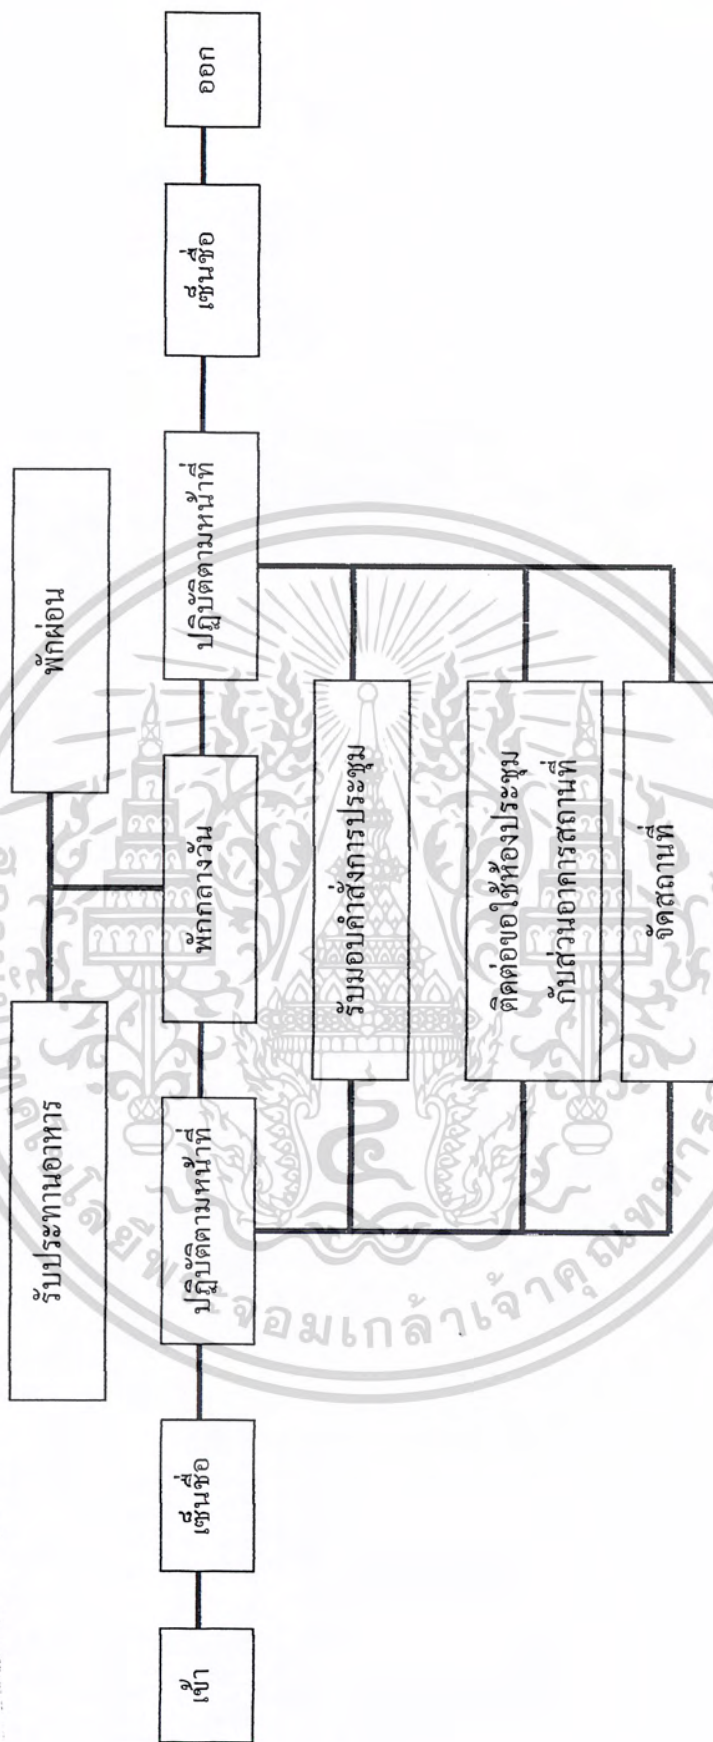 รับประทานอาหาร
พักผ่อน
เข้า
เซ็นชื่อ
ปฏิบัติตามหน้าที่
พักกลางวัน
ปฏิบัติตามหน้าที่
เซ็นชื่อ
ออก
รับมอบคำสั่งการประชุม
ติดต่อขอใช้ห้องประชุม
กับส่วนอาคารสถานที่
จัดสถานที่